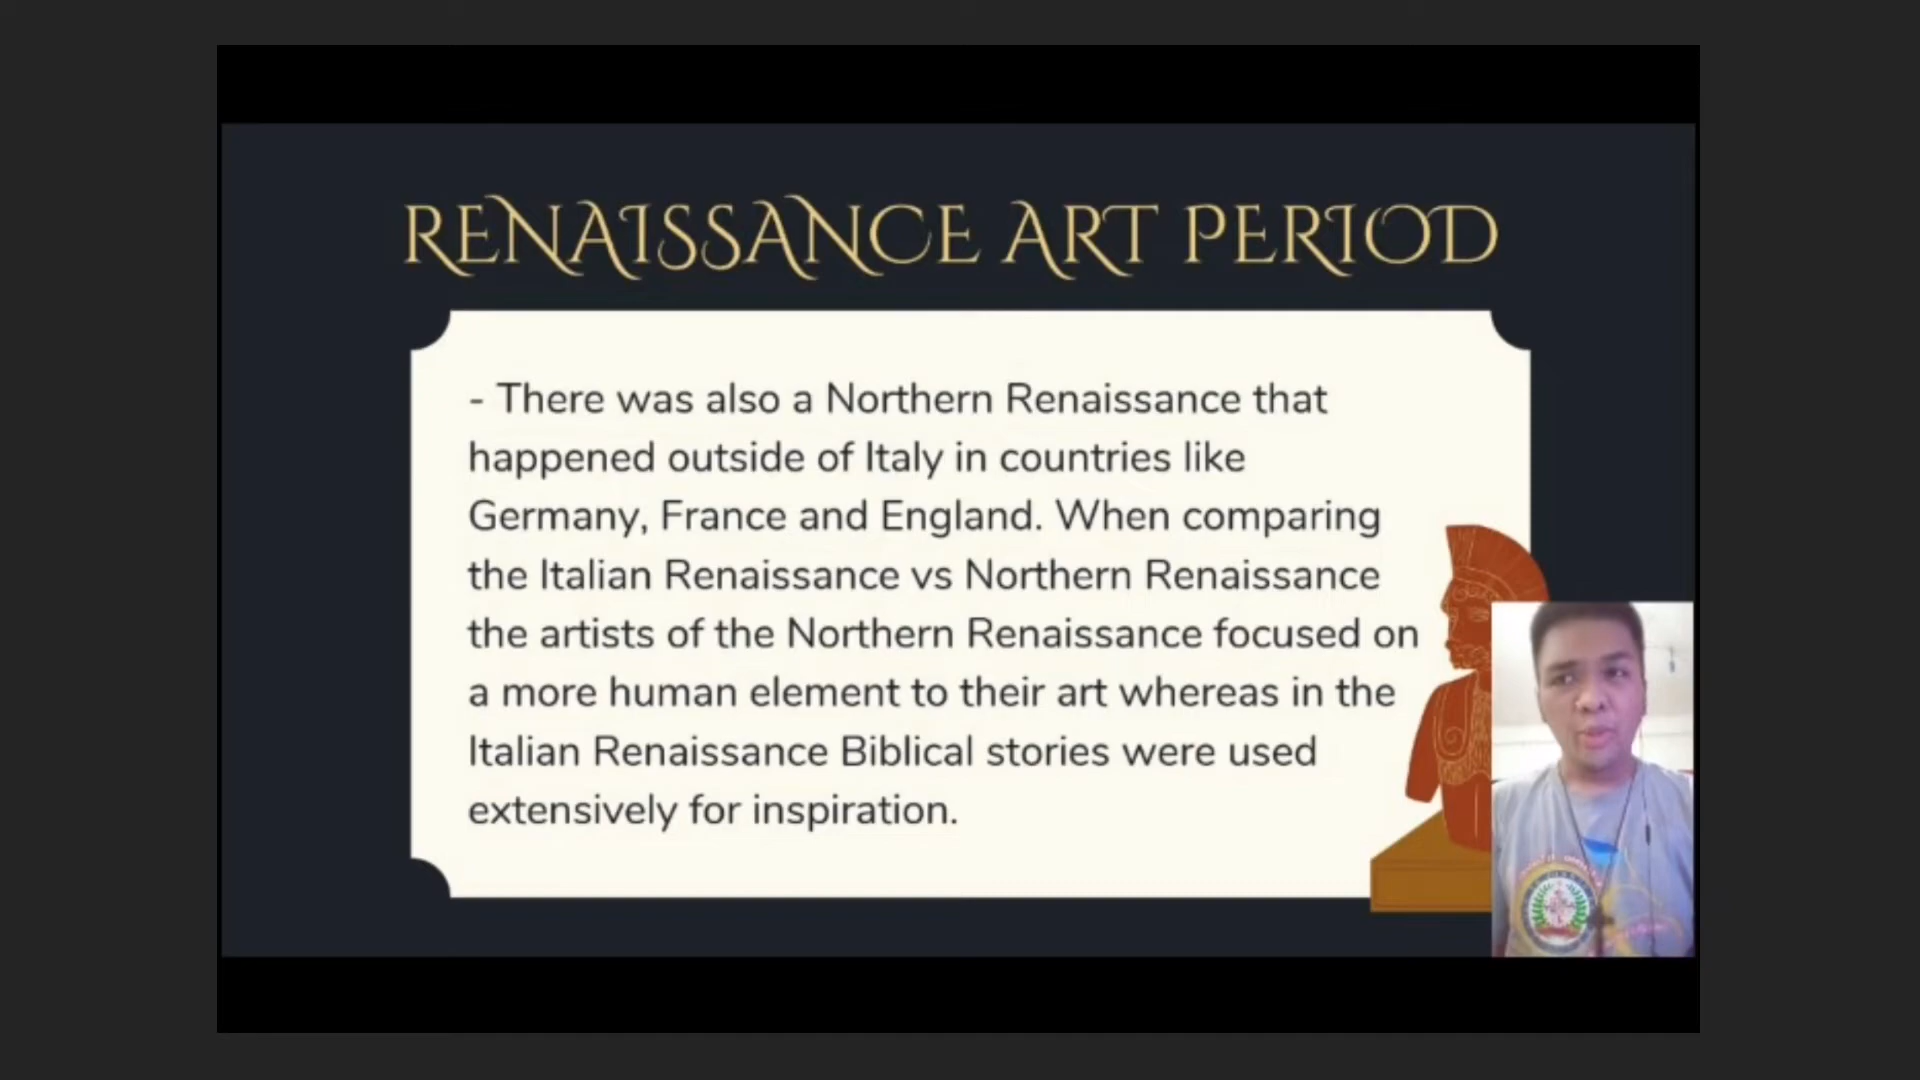 RENAISSANCE ART PERIOD
- There was also a Northern Renaissance that
happened outside of Italy in countries like
Germany, France and England. When comparing
the Italian Renaissance vs Northern Renaissance
the artists of the Northern Renaissance focused on
a more human element to their art whereas in the
Italian Renaissance Biblical stories were used
extensively for inspiration.